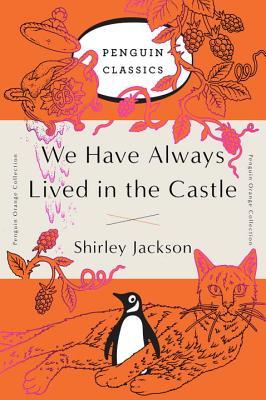 PENGUIN
CLASSICS
We Have Always
Lived in the Castle
Shirley Jackson
Penguin Orange Collection
Penguin Orange Collection